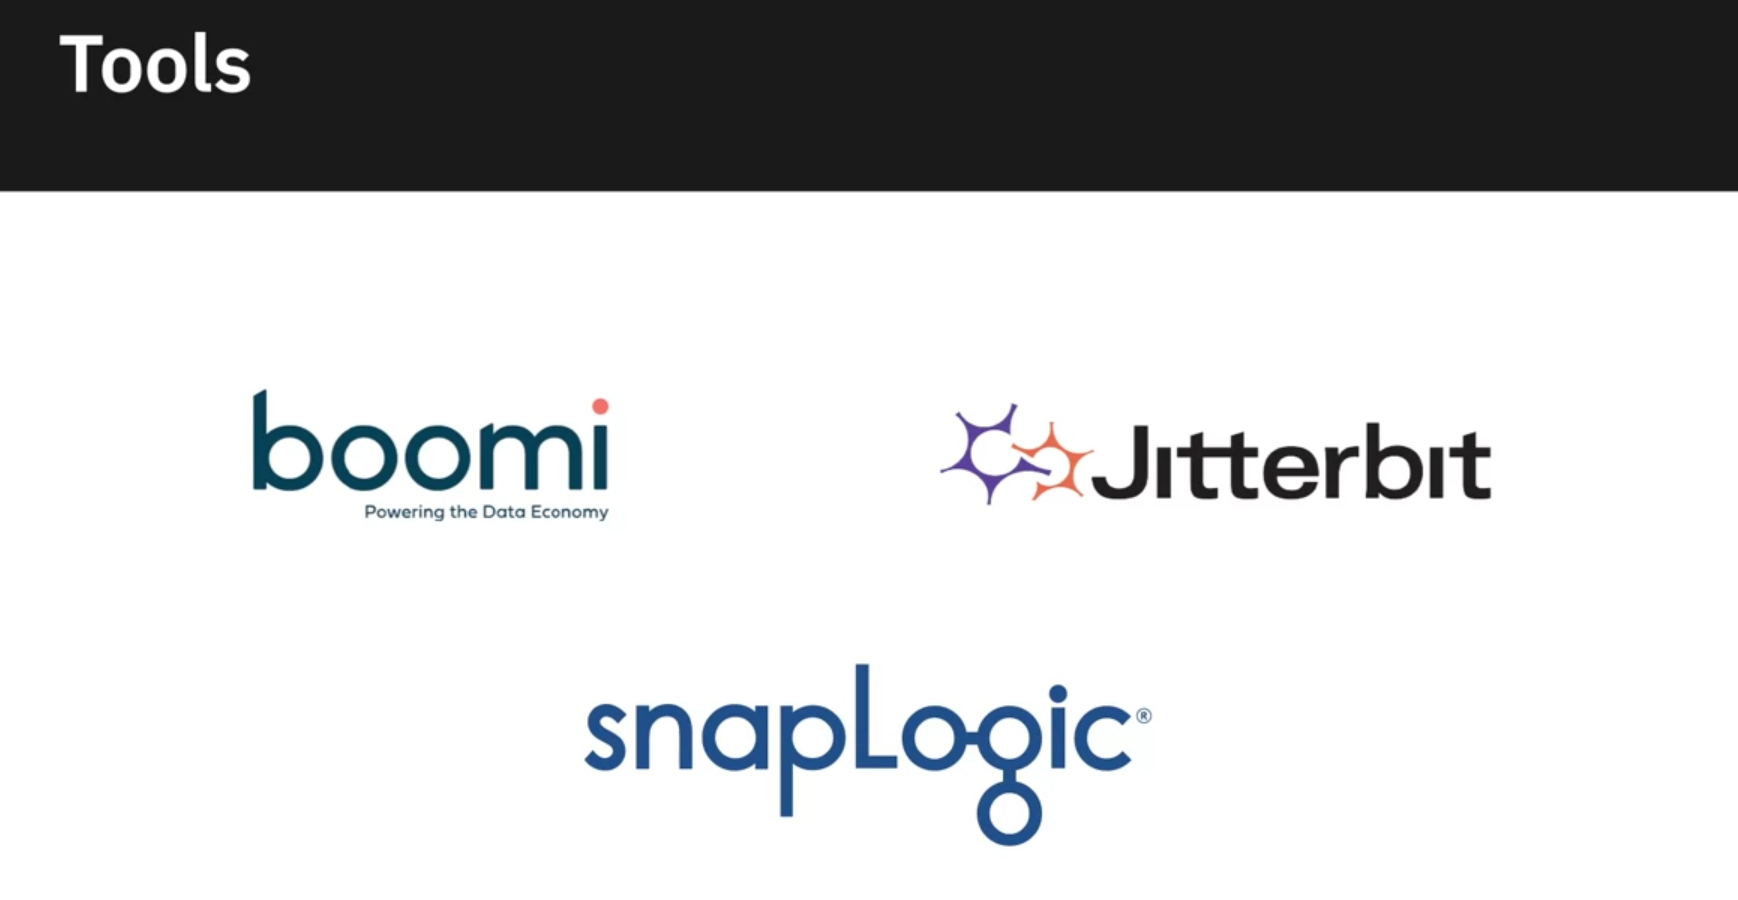 Tools
boomi
Powering the Data Economy
Jitterbit
snapLogic®